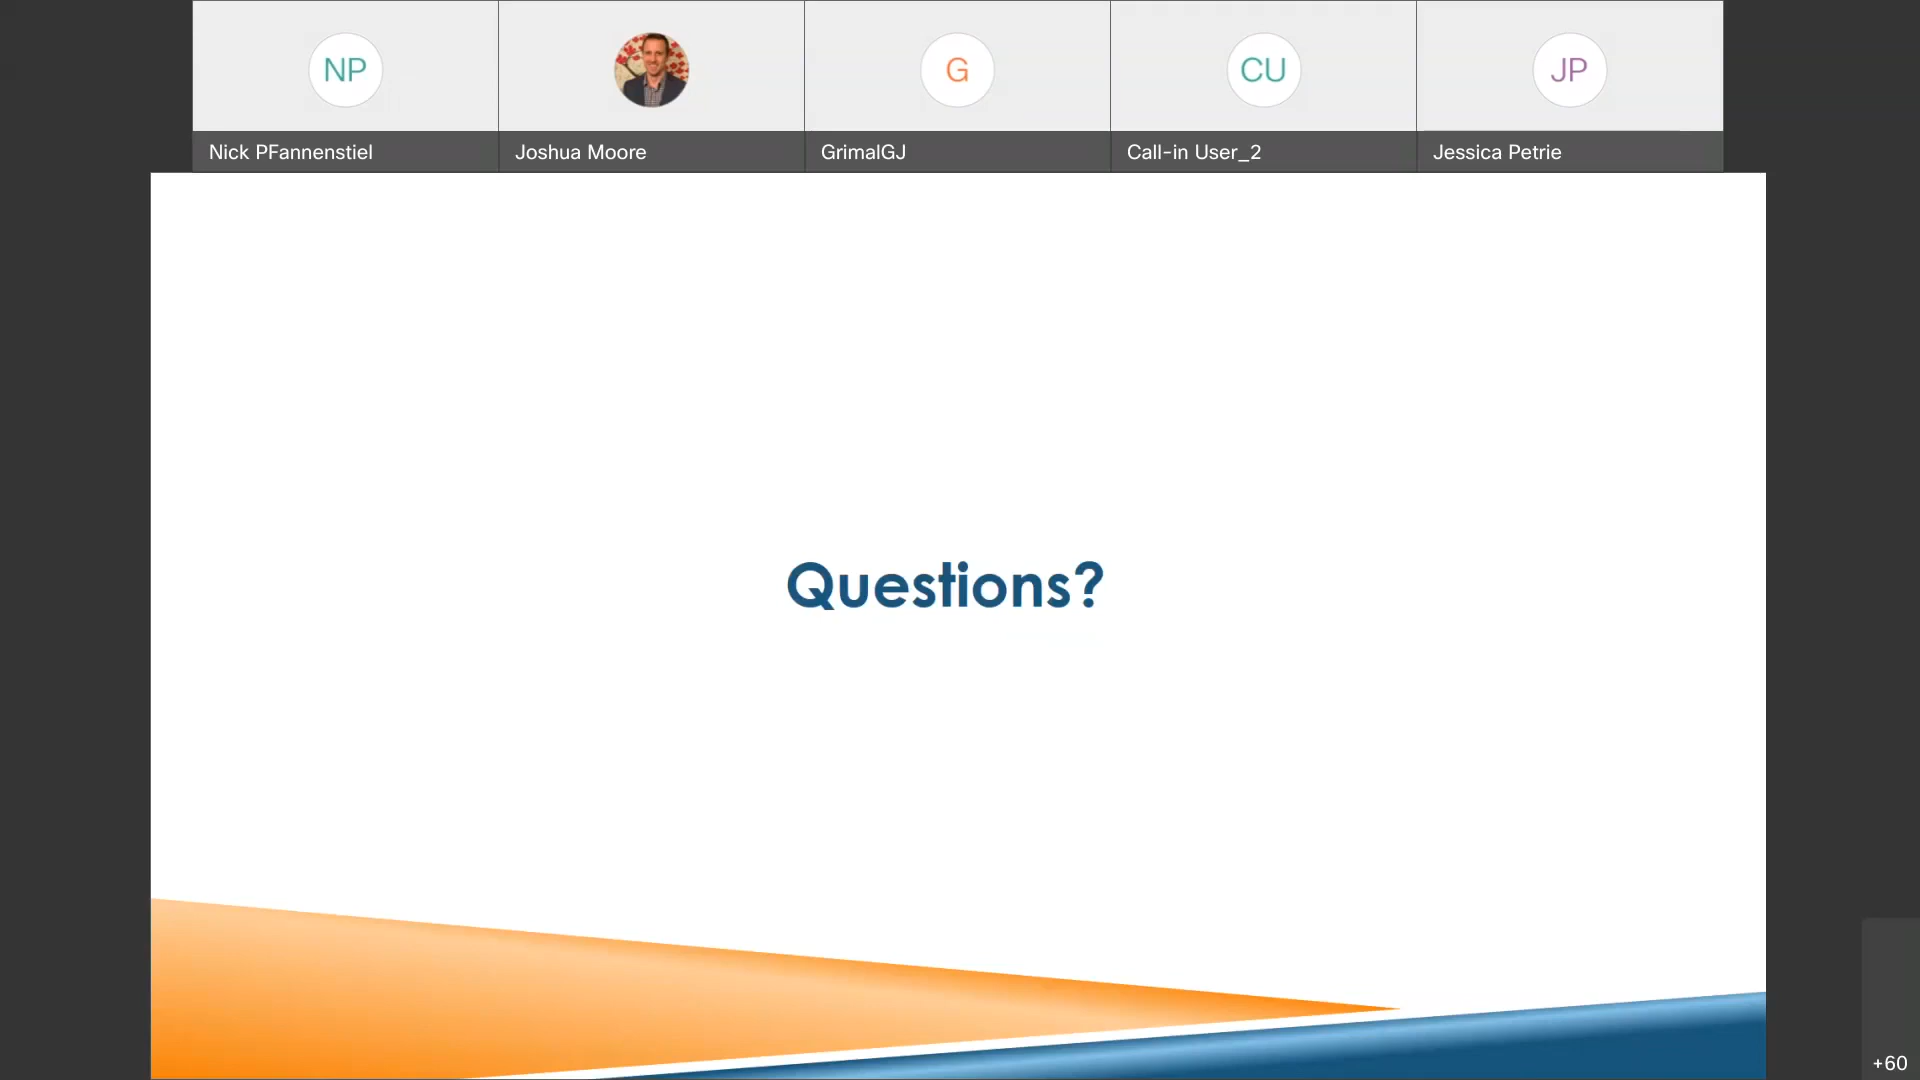 NP
G
CU
JP
Nick PFannenstiel
Joshua Moore
GrimalGJ
Call-in User_2
Jessica Petrie
Questions?
+60